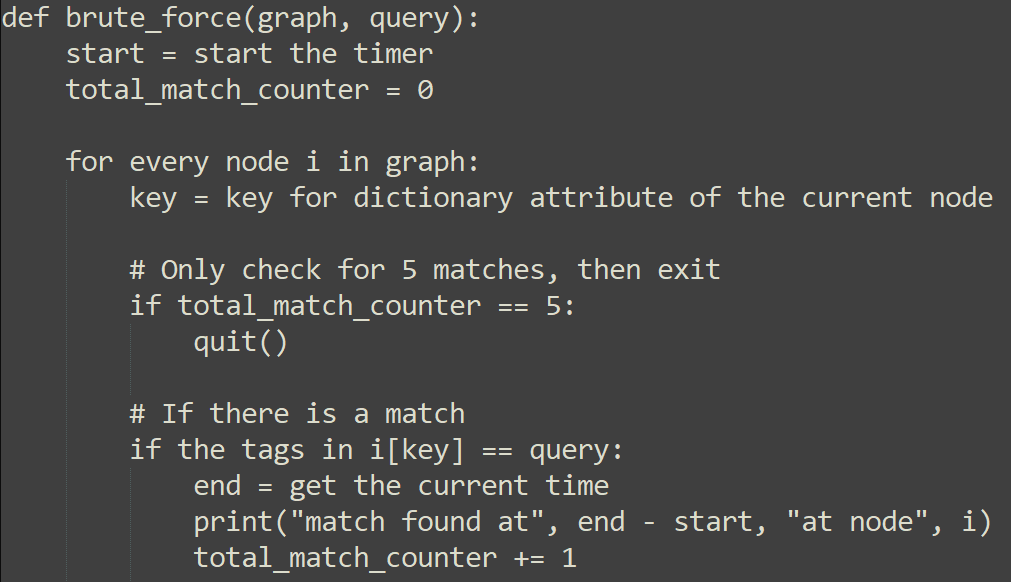 def brute_force(graph, query):
    start = start the timer
    total_match_counter = 0
    for every node i in graph:
        key = key for dictionary attribute of the current node
        # Only check for 5 matches, then exit
        if total_match_counter == 5:
            quit()
        # If there is a match
        if the tags in i[key] == query:
            end = get the current time
            print("match found at", end - start, "at node", i)
            total_match_counter += 1